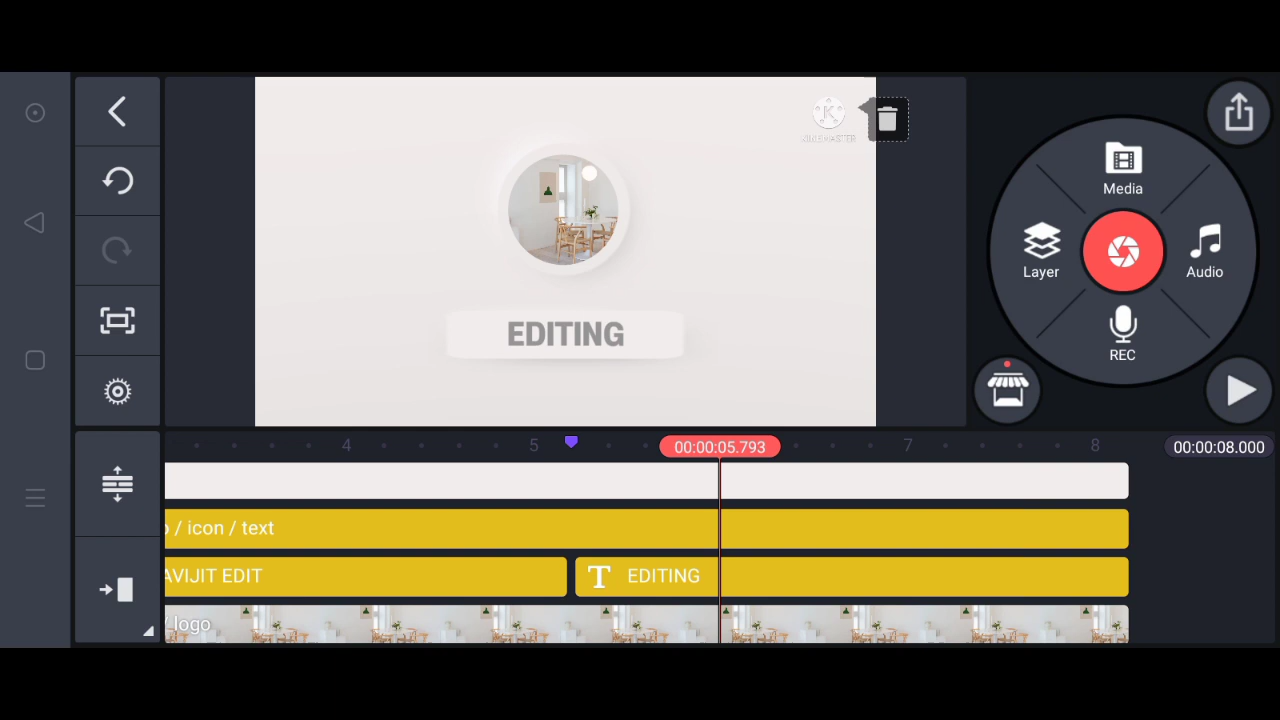 KINEMASTER
Media
Layer
Audio
REC
EDITING
4
5
00:00:05.793
7
8
00:00:08.000
/ icon / text
AVIJIT EDIT
T EDITING
/ logo